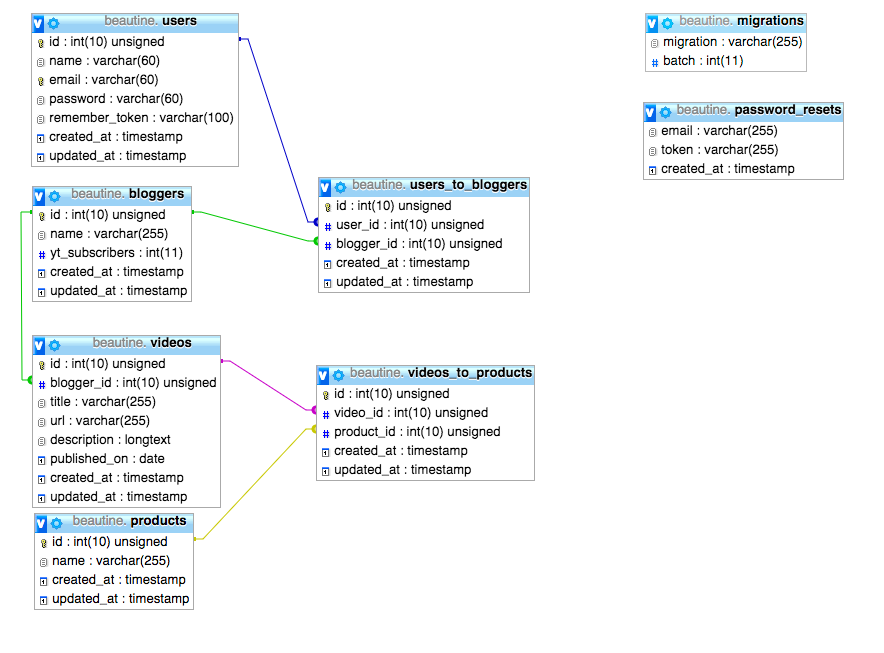 beautine. users
id : int(10) unsigned
name : varchar(60)
email : varchar(60)
password : varchar(60)
remember_token : varchar(100)
created_at : timestamp
updated_at : timestamp
beautine. bloggers
id : int(10) unsigned
name : varchar(255)
yt_subscribers : int(11)
created_at : timestamp
updated_at : timestamp
beautine. videos
id : int(10) unsigned
blogger_id : int(10) unsigned
title : varchar(255)
url : varchar(255)
description : longtext
published_on : date
created_at : timestamp
updated_at : timestamp
beautine. products
id : int(10) unsigned
name : varchar(255)
created_at : timestamp
updated_at : timestamp
beautine. users_to_bloggers
id : int(10) unsigned
user_id : int(10) unsigned
blogger_id : int(10) unsigned
created_at : timestamp
updated_at : timestamp
beautine. videos_to_products
id : int(10) unsigned
video_id : int(10) unsigned
product_id : int(10) unsigned
created_at : timestamp
updated_at : timestamp
beautine. migrations
migration : varchar(255)
batch : int(11)
beautine. password_resets
email : varchar(255)
token : varchar(255)
created_at : timestamp